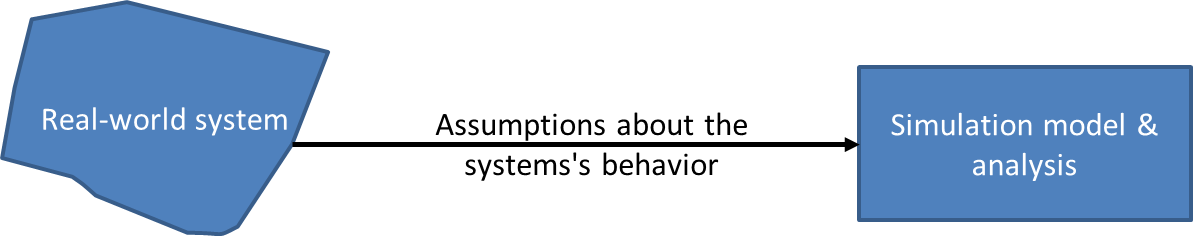 Real-world system
Assumptions about the
systems's behavior
Simulation model &
analysis